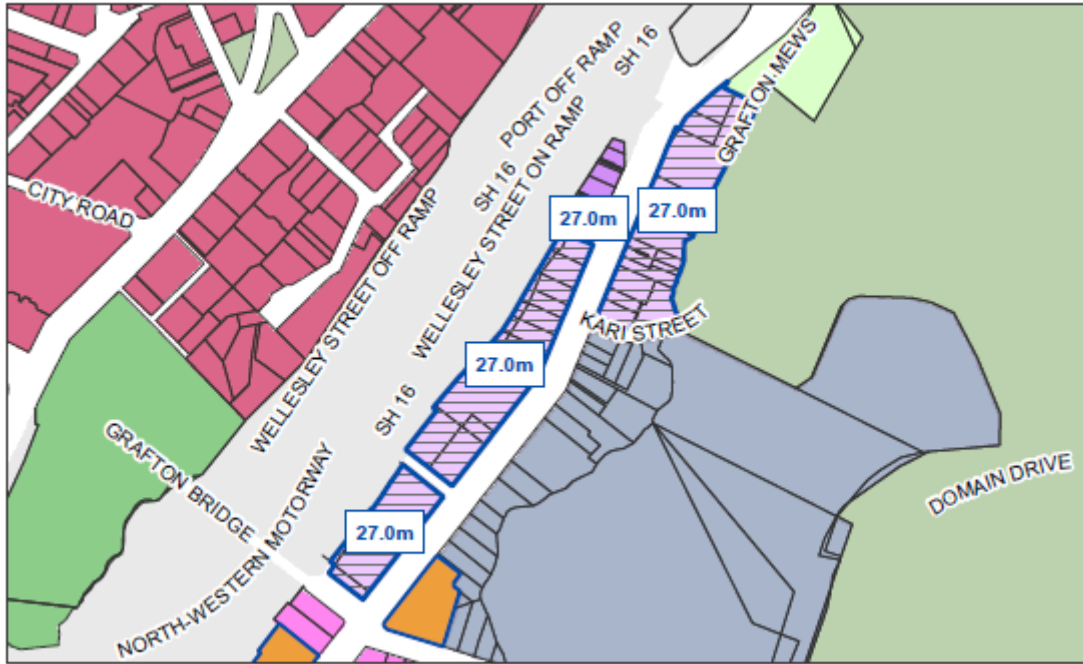 PORT OFF RAMP
SH 16
GRAFTON-MEWS
CITY ROAD
SH 16
27.0m
27.0m
WELLESLEY STREET ON RAMP
WELLESLEY STREET OFF RAMP
KARI STREET
27.0m
SH 16
GRAFTON BRIDGE
DOMAIN DRIVE
27.0m
NORTH-WESTERN MOTORWAY